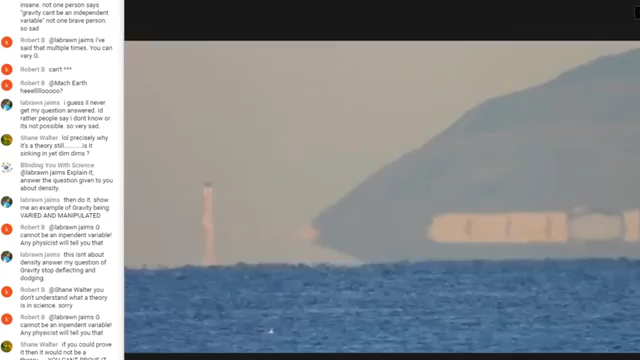 insane. not one person says
"gravity cant be an independent
variable" not one brave person.
so sad
Robert B @labrawn jaims I've
said that multiple times. You can
vary G
Robert B can't ***
Robert B @Mach Earth
heeellllloooo?
labrawn jaims i guess il never
get my question answered. id
rather people say i dont know or
its not possible. so very sad,
Shane Walter lol precisely why
it's a theory still...........is it
sinking in yet dim dims ?
Blinding You With Science
@labrawn jaims Explain it,
answer the question given to you
about density.
labrawn jaims then do it. show
me an example of Gravity being
VARIED AND MANIPULATED
Robert B @labrawn jaims G
cannot be an inpendent variable!
Any physicist will tell you that
labrawn jaims this isnt about
density answer my question of
Gravity stop deflecting and
dodging.
Robert B @Shane Walter you
don't understand what a theory
is in science. sorry
Robert B @labrawn jaims G
cannot be an inpendent variable!
Any physicist will tell you that
Shane Walter if you could prove
it then it would not be a